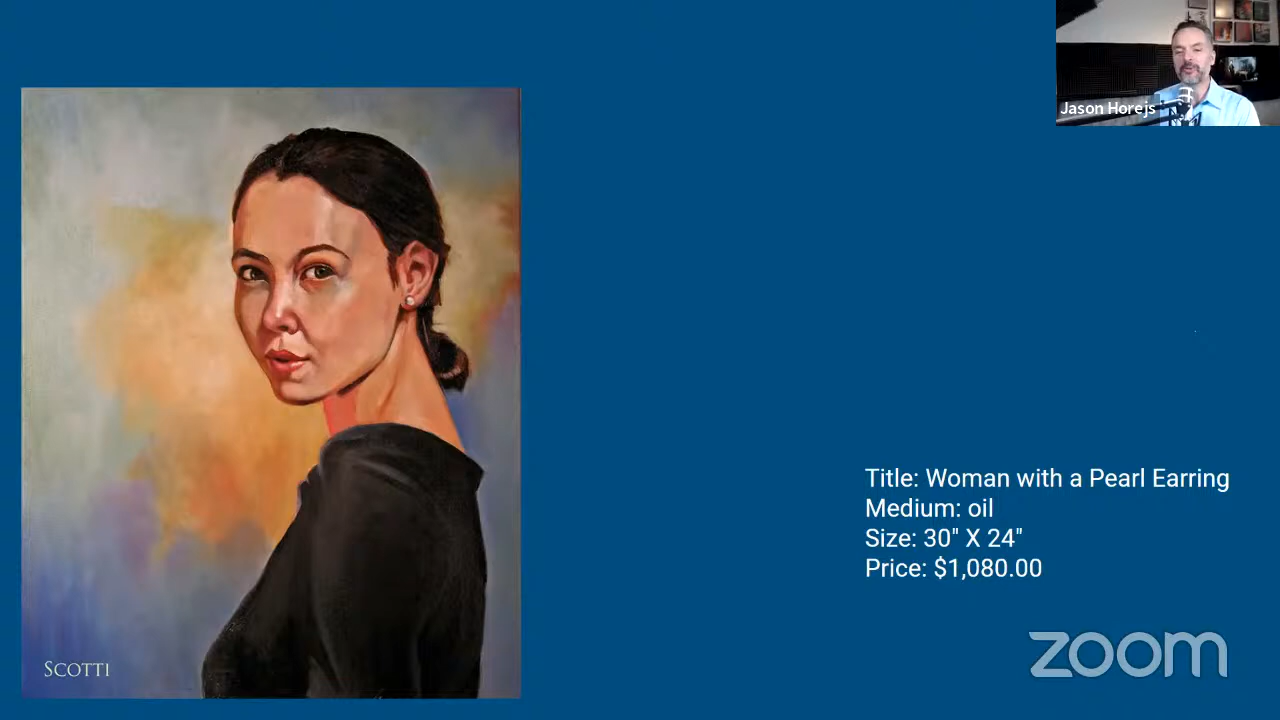 Jason Horejs
Title: Woman with a Pearl Earring
Medium: oil
Size: 30" X 24"
Price: $1,080.00
SCOTTI
zoom